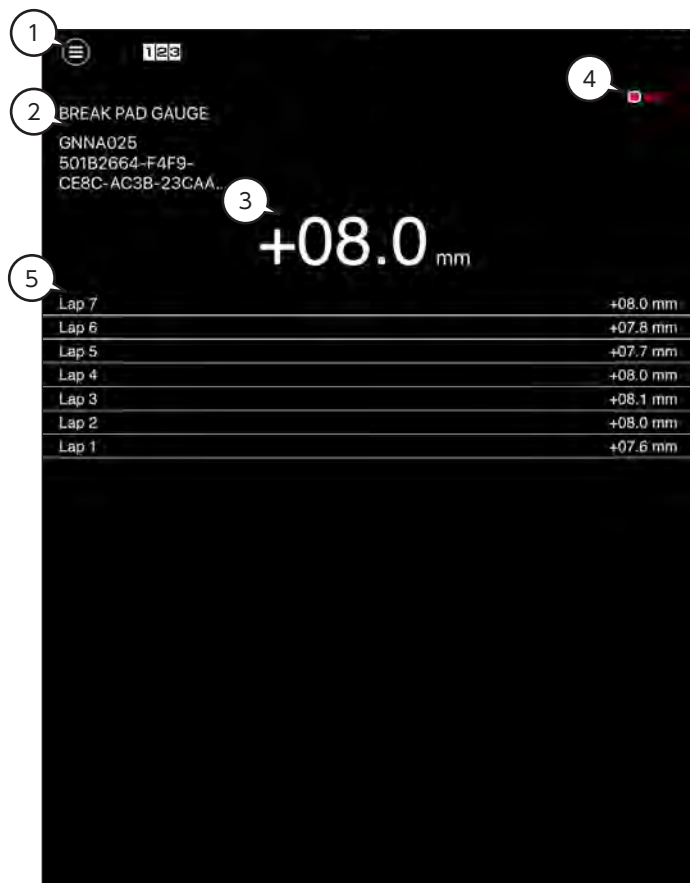 1
123
4
2
BREAK PAD GAUGE
GNNA025
501B2664-F4F9-
CE8C-AC3B-23CAA...
3
+08.0 mm
5
Lap 7 +08.0 mm
Lap 6 +07.8 mm
Lap 5 +07.7 mm
Lap 4 +08.0 mm
Lap 3 +08.1 mm
Lap 2 +08.0 mm
Lap 1 +07.6 mm